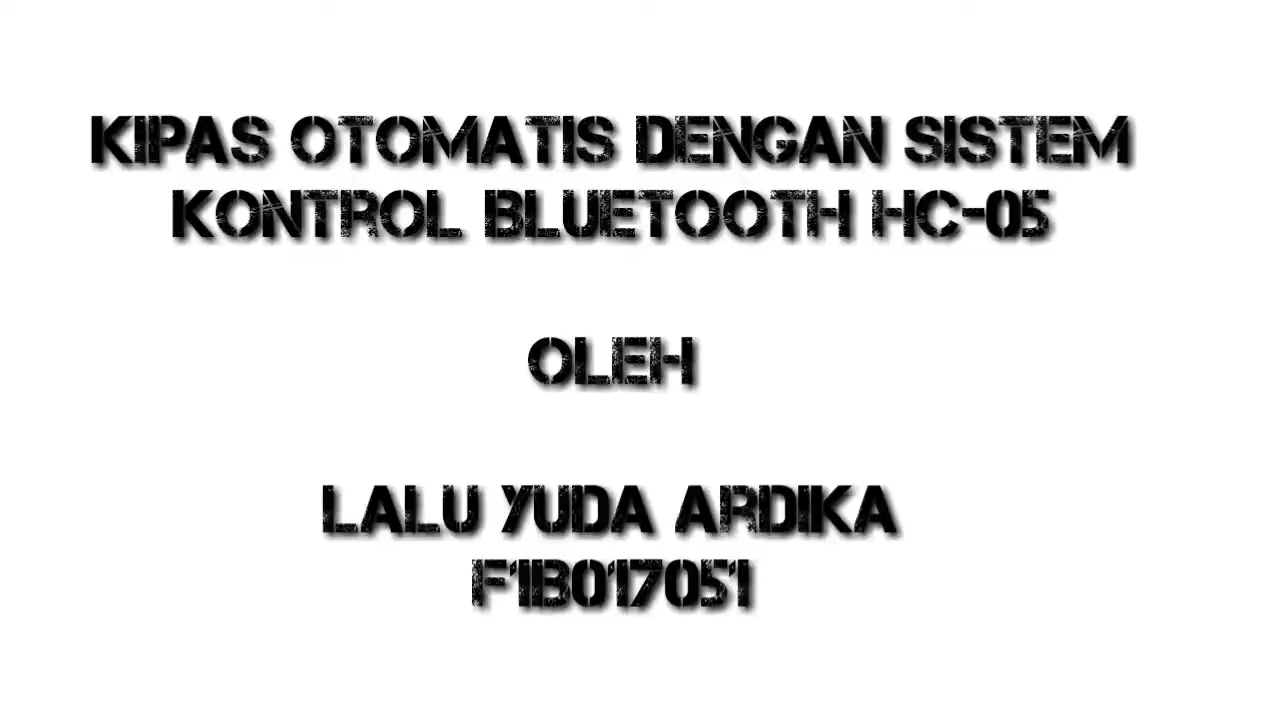 KIPAS OTOMATIS DENGAN SISTEM
KONTROL BLUETOOTH HC-05
OLEH
LALU YUDA ARDIKA
F1B017051